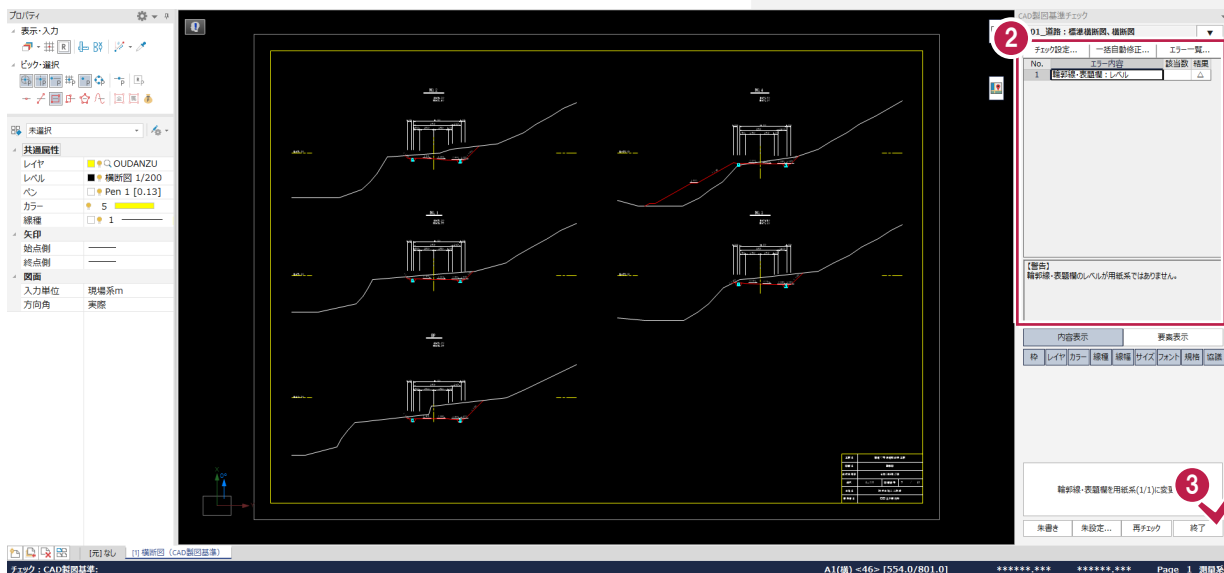 プロパティ
表示・入力
R
ピック・選択
未選択
共通属性
レイヤ OUDANZU
レベル 横断図 1/200
ペン Pen 1 [0.13]
カラー 5
線種 1
矢印
始点側
終点側
図面
入力単位 現場系m
方向角 実際
CAD製図基準チェック
2
01_道路：標準横断図、横断図
チェック設定... 一括自動修正... エラー一覧...
No. エラー内容 該当数 結果
1 輪郭線・表題欄：レベル △
【警告】
輪郭線・表題欄のレベルが用紙系ではありません。
内容表示 要素表示
枠 レイヤ カラー 線種 線幅 サイズ フォント 規格 協議
輪郭線・表題欄を用紙系(1/1)に変更
3
朱書き 朱設定... 再チェック 終了
[元] なし [1] 横断図（CAD製図基準）
チェック：CAD製図基準: A1(横) <46> [554.0/801.0] ******.*** ******.*** Page 1 測量系